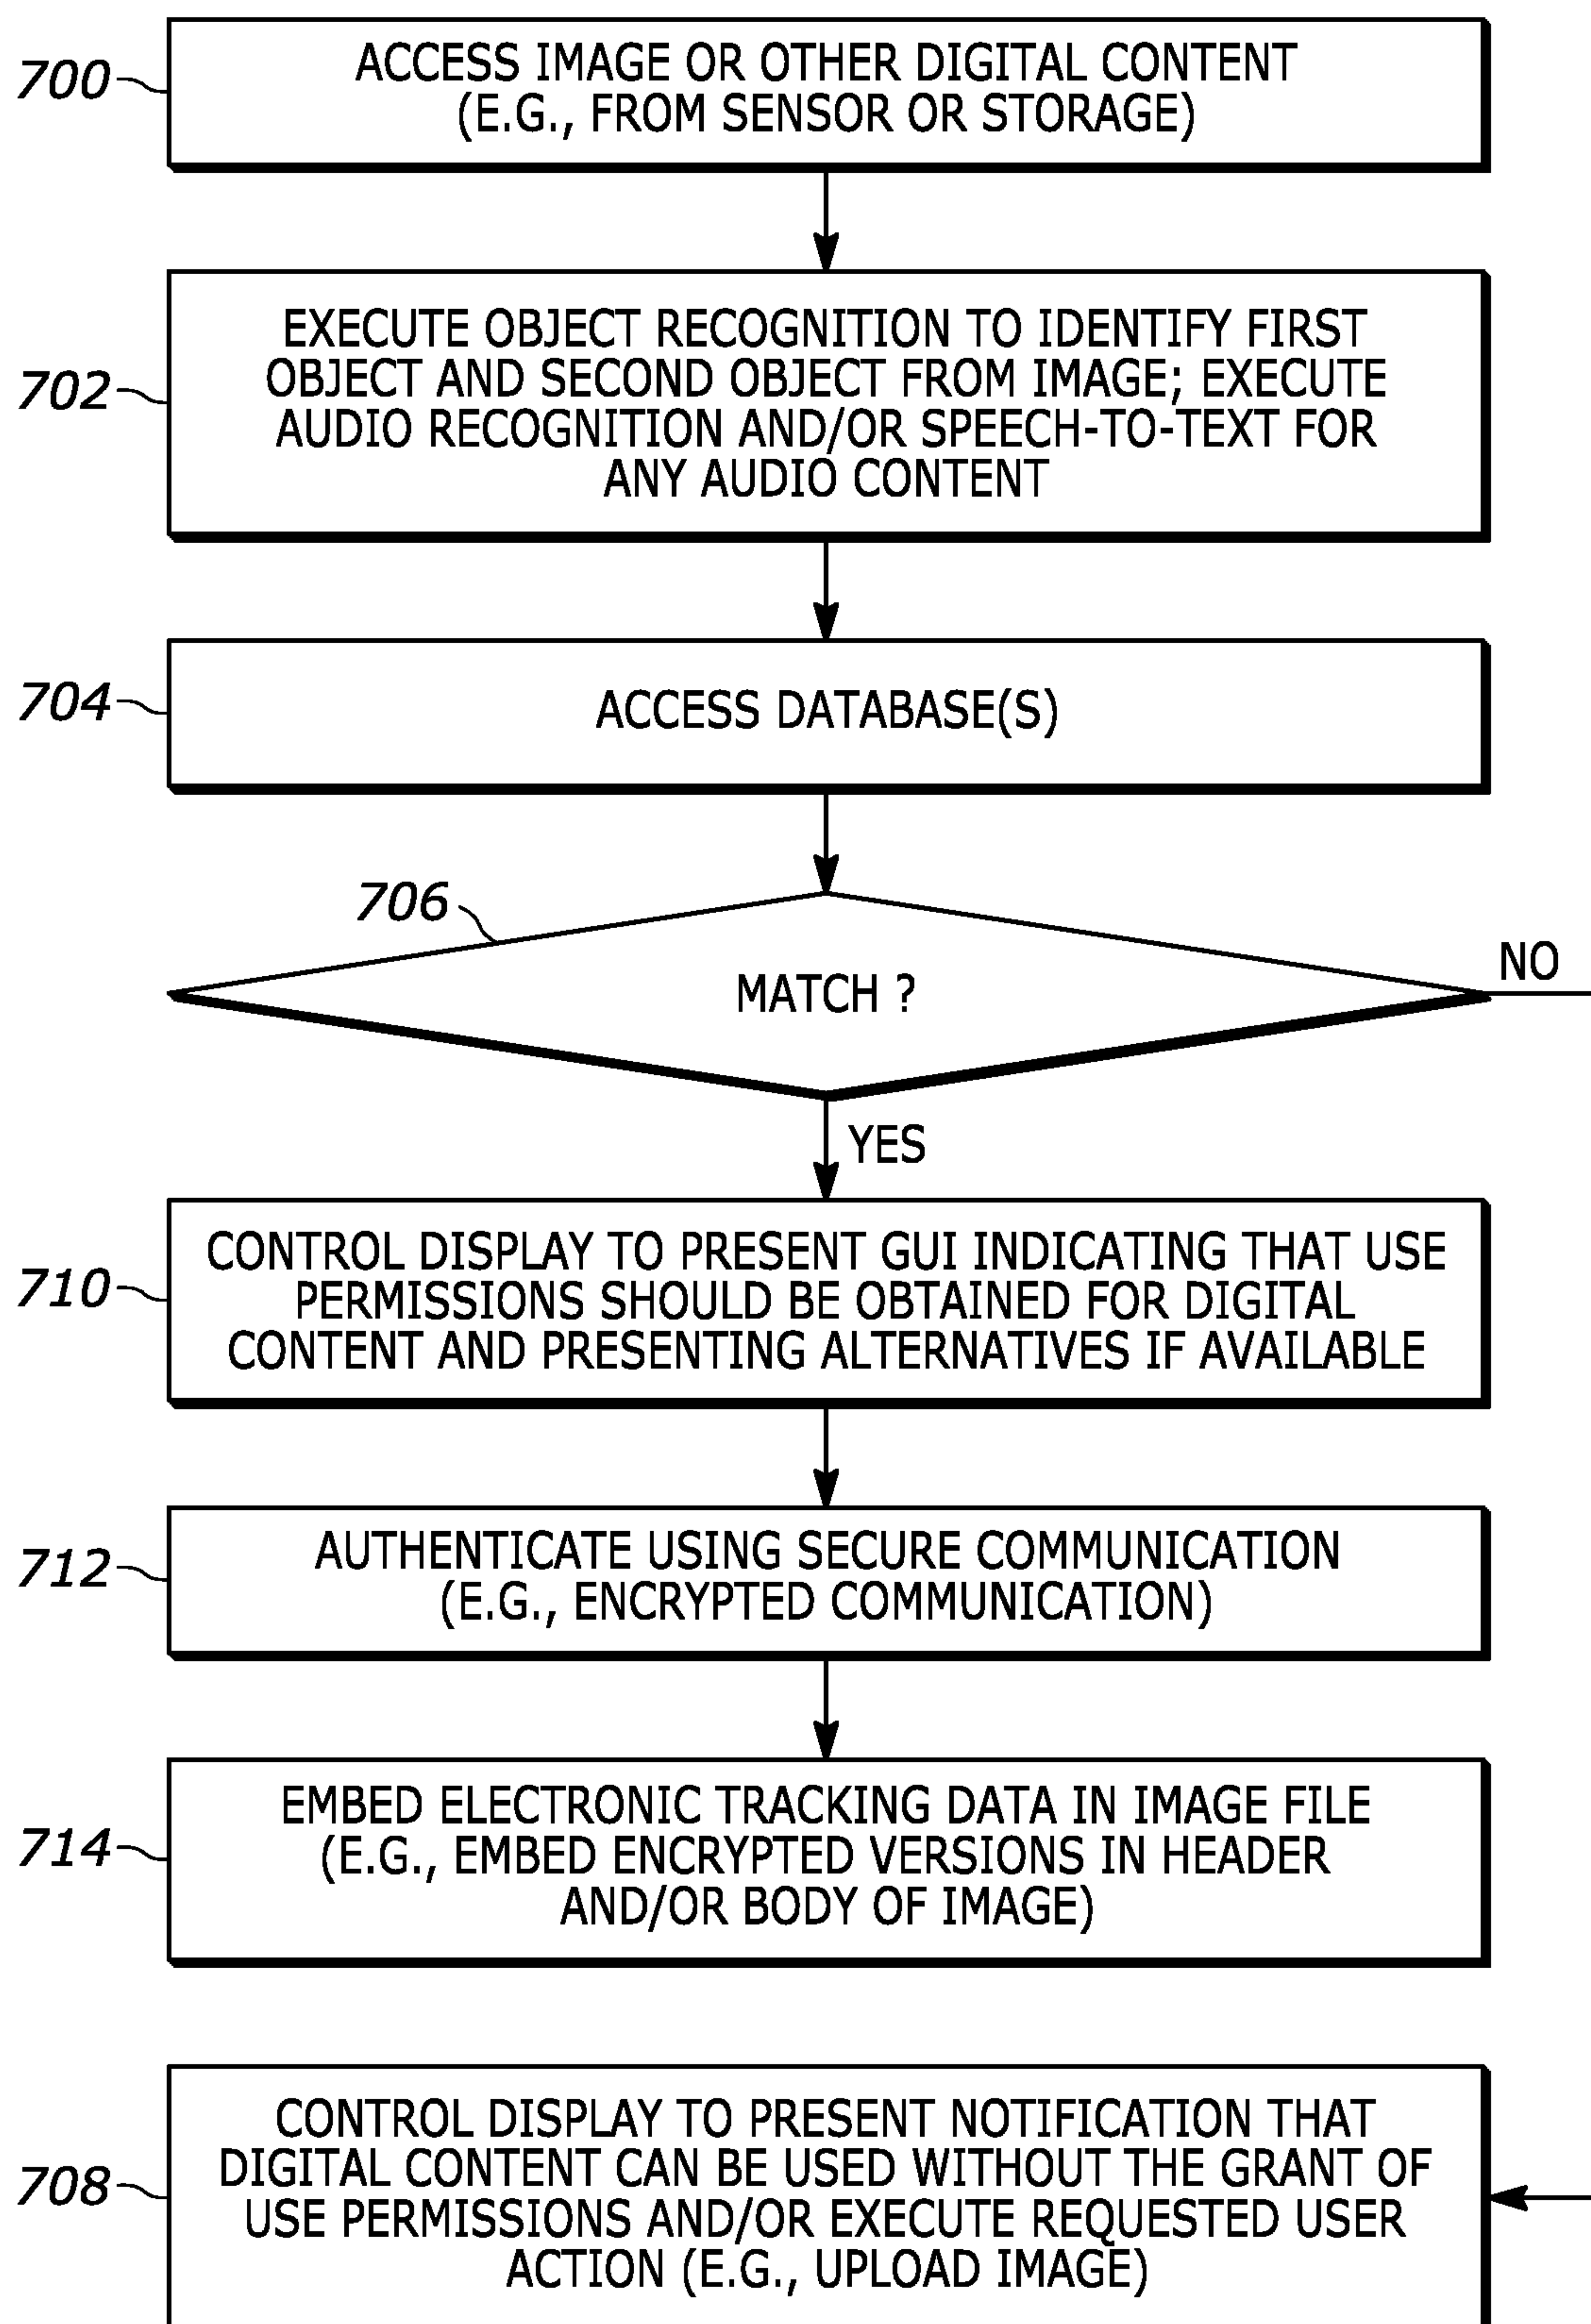 700
ACCESS IMAGE OR OTHER DIGITAL CONTENT
(E.G., FROM SENSOR OR STORAGE)
702
EXECUTE OBJECT RECOGNITION TO IDENTIFY FIRST
OBJECT AND SECOND OBJECT FROM IMAGE; EXECUTE
AUDIO RECOGNITION AND/OR SPEECH-TO-TEXT FOR
ANY AUDIO CONTENT
704
ACCESS DATABASE(S)
706
MATCH ?
NO
YES
710
CONTROL DISPLAY TO PRESENT GUI INDICATING THAT USE
PERMISSIONS SHOULD BE OBTAINED FOR DIGITAL
CONTENT AND PRESENTING ALTERNATIVES IF AVAILABLE
712
AUTHENTICATE USING SECURE COMMUNICATION
(E.G., ENCRYPTED COMMUNICATION)
714
EMBED ELECTRONIC TRACKING DATA IN IMAGE FILE
(E.G., EMBED ENCRYPTED VERSIONS IN HEADER
AND/OR BODY OF IMAGE)
708
CONTROL DISPLAY TO PRESENT NOTIFICATION THAT
DIGITAL CONTENT CAN BE USED WITHOUT THE GRANT OF
USE PERMISSIONS AND/OR EXECUTE REQUESTED USER
ACTION (E.G., UPLOAD IMAGE)